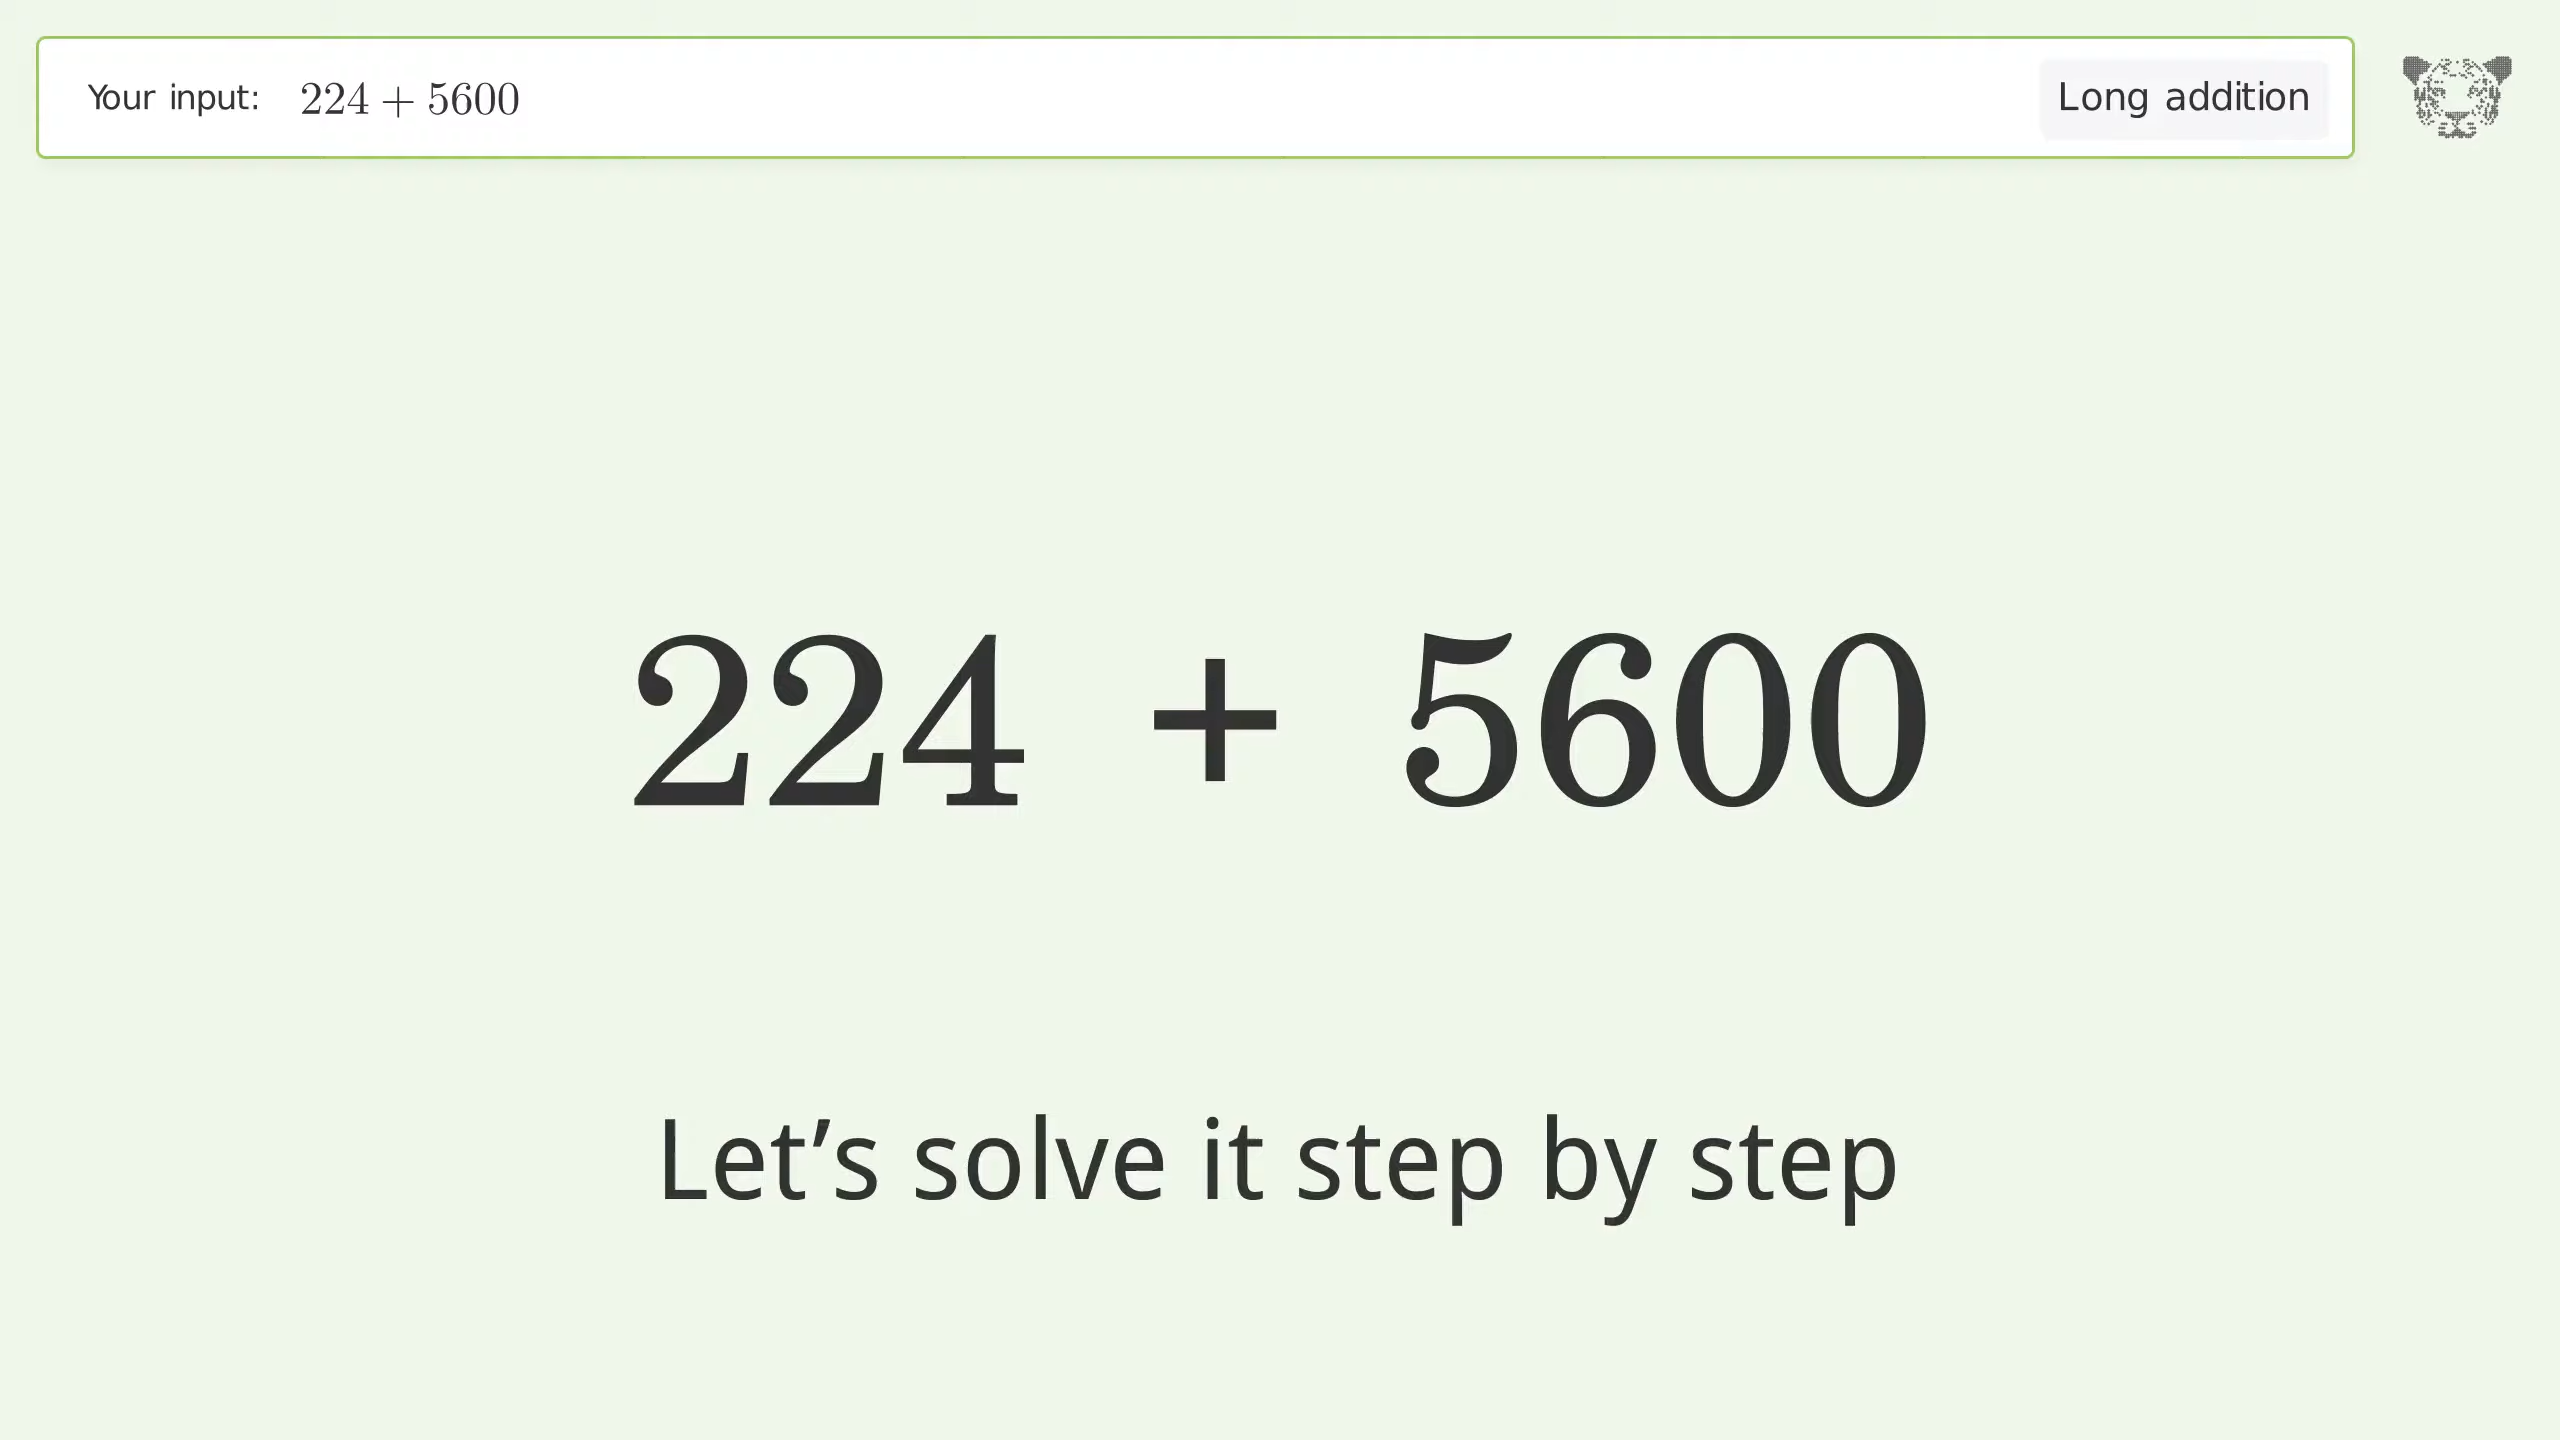 Your input: 224 + 5600 Long addition
224 + 5600
Let’s solve it step by step